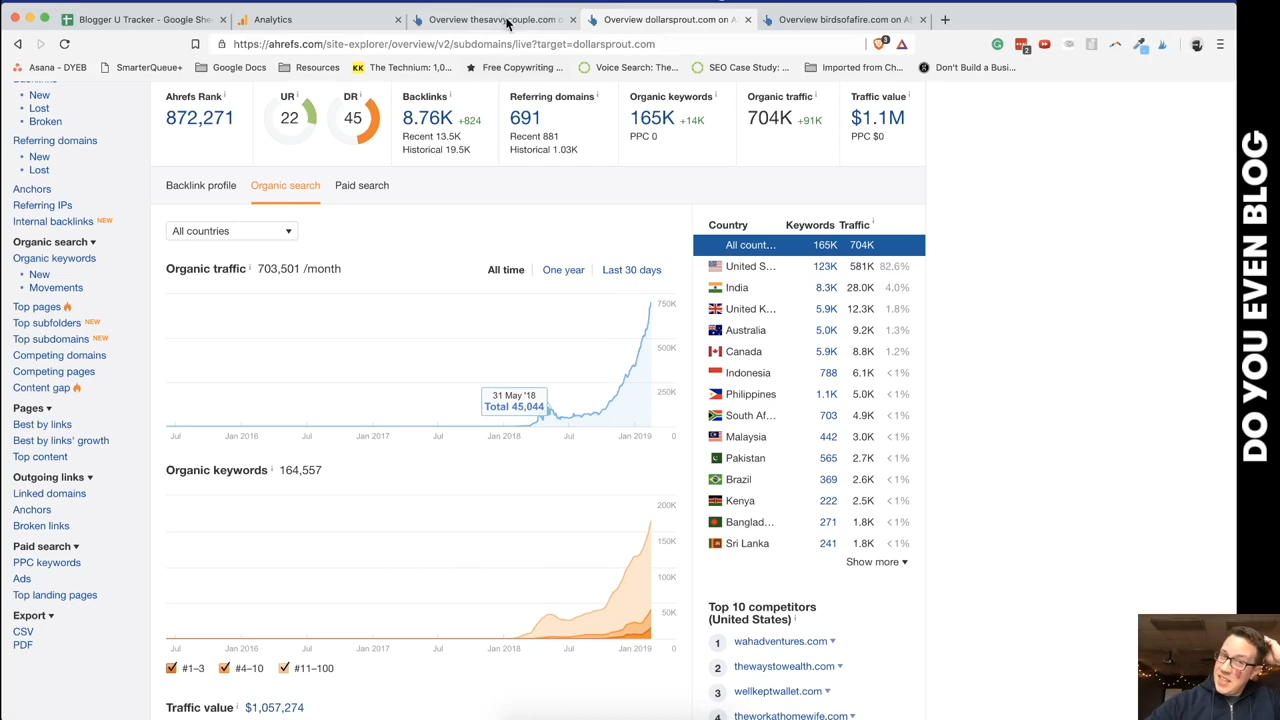 Blogger U Tracker - Google She
Analytics
Overview thesavvycouple.com o
Overview dollarsprout.com on A
Overview birdsofafire.com on A
https://ahrefs.com/site-explorer/overview/v2/subdomains/live?target=dollarsprout.com
3
2
Asana - DYEB
SmarterQueue+
Google Docs
Resources
KK The Technium: 1,0...
Free Copywriting ...
Voice Search: The...
SEO Case Study: ...
Imported from Ch...
Don't Build a Busi...
Backlinks
New
Lost
Broken
Referring domains
New
Lost
Anchors
Referring IPs
Internal backlinks NEW
Organic search
Organic keywords
New
Movements
Top pages
Top subfolders NEW
Top subdomains NEW
Competing domains
Competing pages
Content gap
Pages
Best by links
Best by links' growth
Top content
Outgoing links
Linked domains
Anchors
Broken links
Paid search
PPC keywords
Ads
Top landing pages
Export
CSV
PDF
Ahrefs Rank
872,271
UR
22
DR
45
Backlinks
8.76K +824
Recent 13.5K
Historical 19.5K
Referring domains
691
Recent 881
Historical 1.03K
Organic keywords
165K +14K
PPC 0
Organic traffic
704K +91K
Traffic value
$1.1M
PPC $0
Backlink profile Organic search Paid search
All countries
Organic traffic 703,501 /month
All time One year Last 30 days
750K
500K
250K
0
31 May '18
Total 45,044
Jul Jan 2016 Jul Jan 2017 Jul Jan 2018 Jul Jan 2019
Organic keywords 164,557
200K
150K
100K
50K
0
Jul Jan 2016 Jul Jan 2017 Jul Jan 2018 Jul Jan 2019
#1–3 #4–10 #11–100
Traffic value $1,057,274
Country Keywords Traffic
All count... 165K 704K
United S... 123K 581K 82.6%
India 8.3K 28.0K 4.0%
United K... 5.9K 12.3K 1.8%
Australia 5.0K 9.2K 1.3%
Canada 5.9K 8.8K 1.2%
Indonesia 788 6.1K <1%
Philippines 1.1K 5.0K <1%
South Af... 703 4.9K <1%
Malaysia 442 3.0K <1%
Pakistan 565 2.7K <1%
Brazil 369 2.6K <1%
Kenya 222 2.5K <1%
Banglad... 271 1.8K <1%
Sri Lanka 241 1.8K <1%
Show more
Top 10 competitors
(United States)
1 wahadventures.com
2 thewaystowealth.com
3 wellkeptwallet.com
4 theworkathomewife.com
DO YOU EVEN BLOG